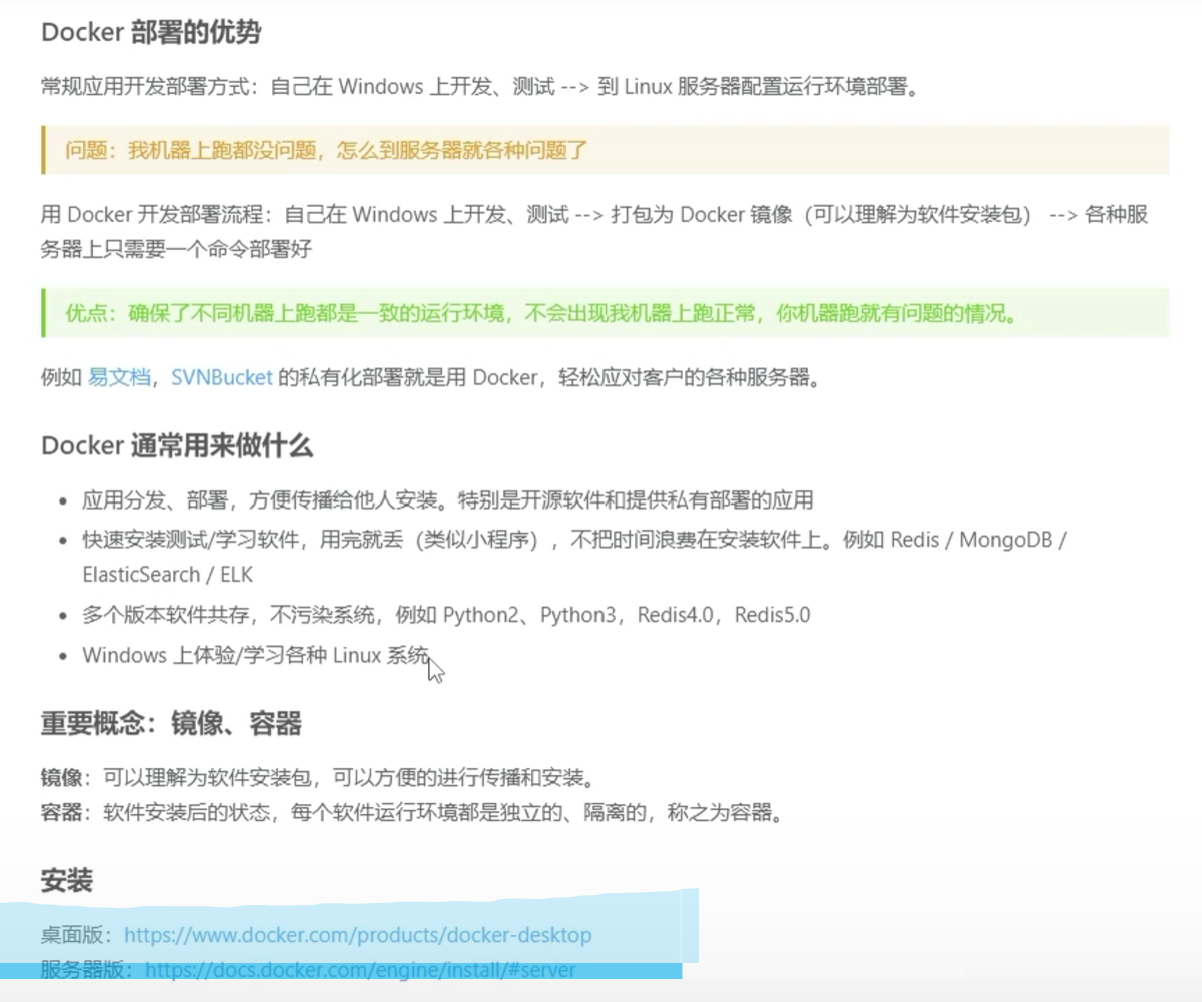 Docker 部署的优势
常规应用开发部署方式：自己在 Windows 上开发、测试 --> 到 Linux 服务器配置运行环境部署。
问题：我机器上跑都没问题，怎么到服务器就各种问题了
用 Docker 开发部署流程：自己在 Windows 上开发、测试 --> 打包为 Docker 镜像（可以理解为软件安装包） --> 各种服
务器上只需要一个命令部署好
优点：确保了不同机器上跑都是一致的运行环境，不会出现我机器上跑正常，你机器跑就有问题的情况。
例如 易文档，SVNBucket 的私有化部署就是用 Docker，轻松应对客户的各种服务器。
Docker 通常用来做什么
• 应用分发、部署，方便传播给他人安装。特别是开源软件和提供私有部署的应用
• 快速安装测试/学习软件，用完就丢（类似小程序），不把时间浪费在安装软件上。例如 Redis / MongoDB /
ElasticSearch / ELK
• 多个版本软件共存，不污染系统，例如 Python2、Python3，Redis4.0，Redis5.0
• Windows 上体验/学习各种 Linux 系统
重要概念：镜像、容器
镜像：可以理解为软件安装包，可以方便的进行传播和安装。
容器：软件安装后的状态，每个软件运行环境都是独立的、隔离的，称之为容器。
安装
桌面版：https://www.docker.com/products/docker-desktop
服务器版：https://docs.docker.com/engine/install/#server